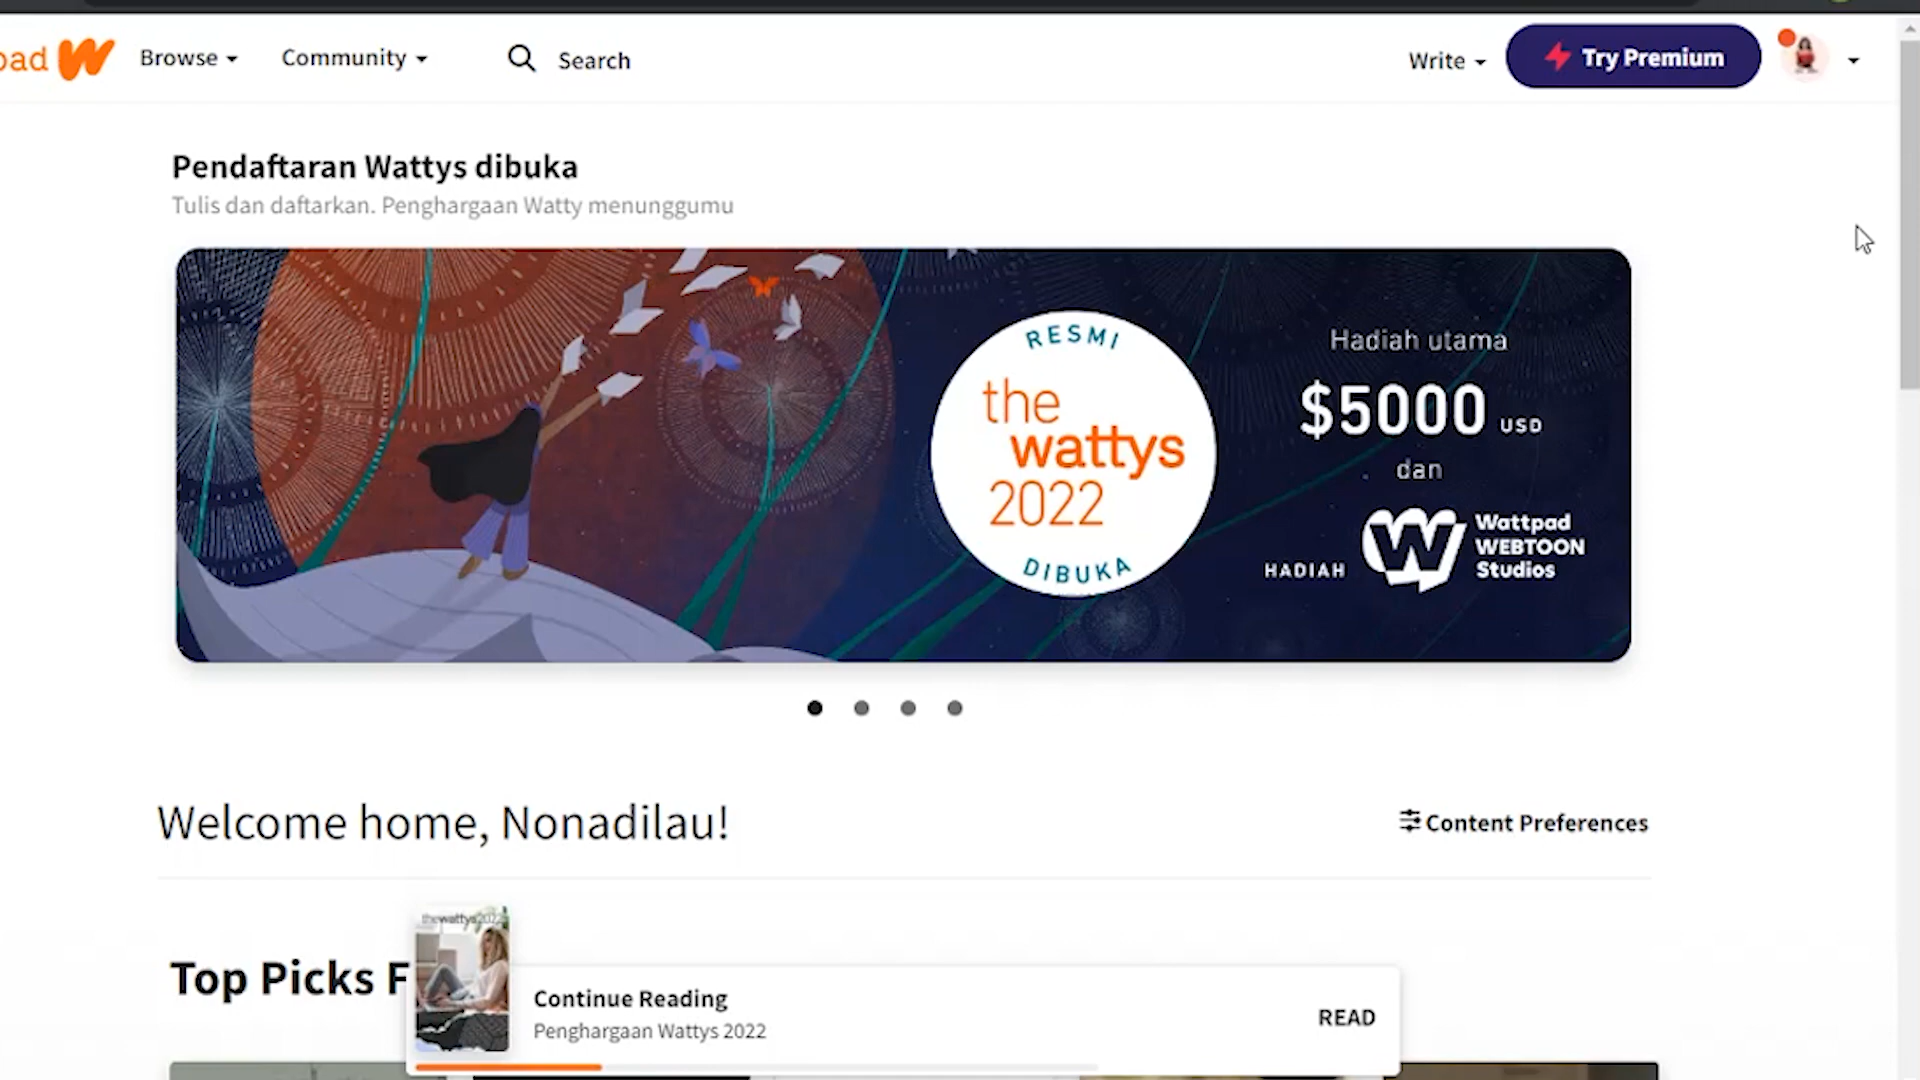 pad
Browse
Community
Search
Write
Try Premium
Pendaftaran Wattys dibuka
Tulis dan daftarkan. Penghargaan Watty menunggumu
RESMI
the
wattys
2022
DIBUKA
Hadiah utama
$5000 USD
dan
HADIAH
Wattpad
WEBTOON
Studios
Welcome home, Nonadilau!
Content Preferences
Top Picks F
thewattys2022
Continue Reading
Penghargaan Wattys 2022
READ